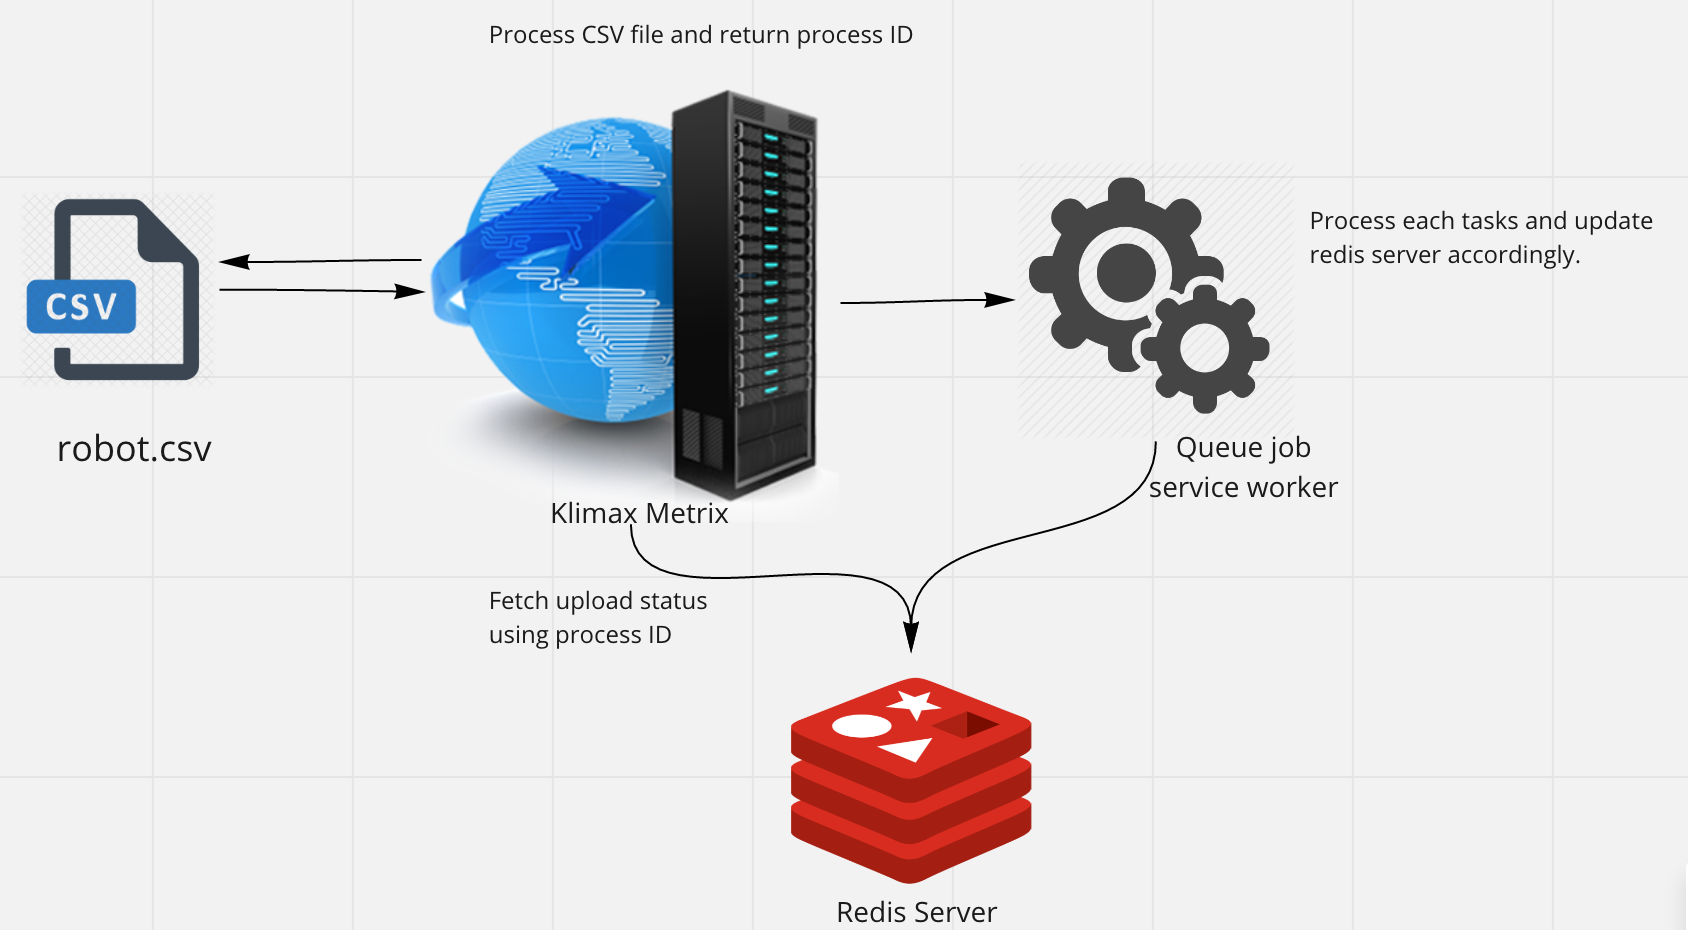 Process CSV file and return process ID
CSV
robot.csv
Klimax Metrix
Process each tasks and update
redis server accordingly.
Queue job
service worker
Fetch upload status
using process ID
Redis Server